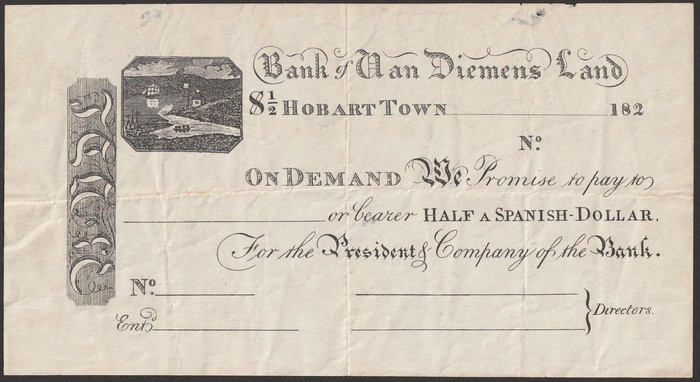 Bank of Van Diemens Land
8½ HOBART TOWN 182
No.
ON DEMAND We Promise to pay to
or bearer HALF A SPANISH-DOLLAR.
For the President & Company of the Bank.
No.
Entd.
Directors.